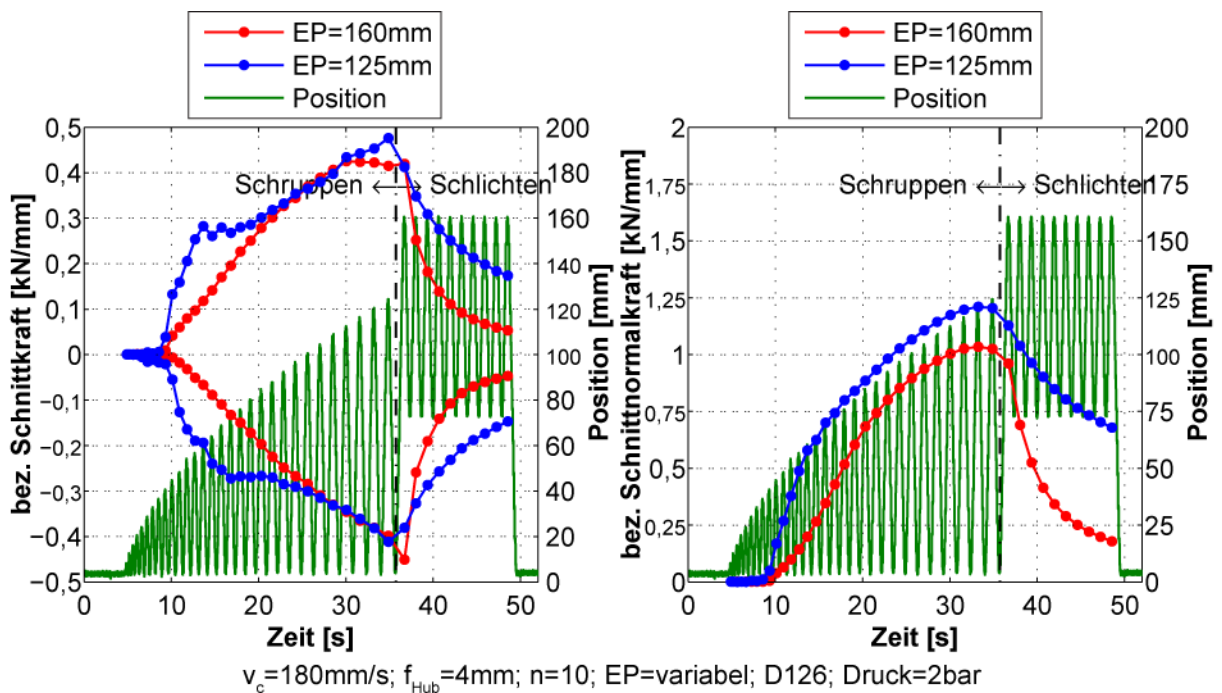 EP=160mm
EP=125mm
Position
0,5
0,4
0,3
0,2
0,1
0
−0,1
−0,2
−0,3
−0,4
−0,5
bez. Schnittkraft [kN/mm]
Schruppen
Schlichten
200
180
160
140
120
100
80
60
40
20
0
Position [mm]
0 10 20 30 40 50
Zeit [s]
EP=160mm
EP=125mm
Position
2
1,75
1,5
1,25
1
0,75
0,5
0,25
0
bez. Schnittnormalkraft [kN/mm]
Schruppen
Schlichten
200
175
150
125
100
75
50
25
0
Position [mm]
0 10 20 30 40 50
Zeit [s]
v_c=180mm/s; f_Hub=4mm; n=10; EP=variabel; D126; Druck=2bar